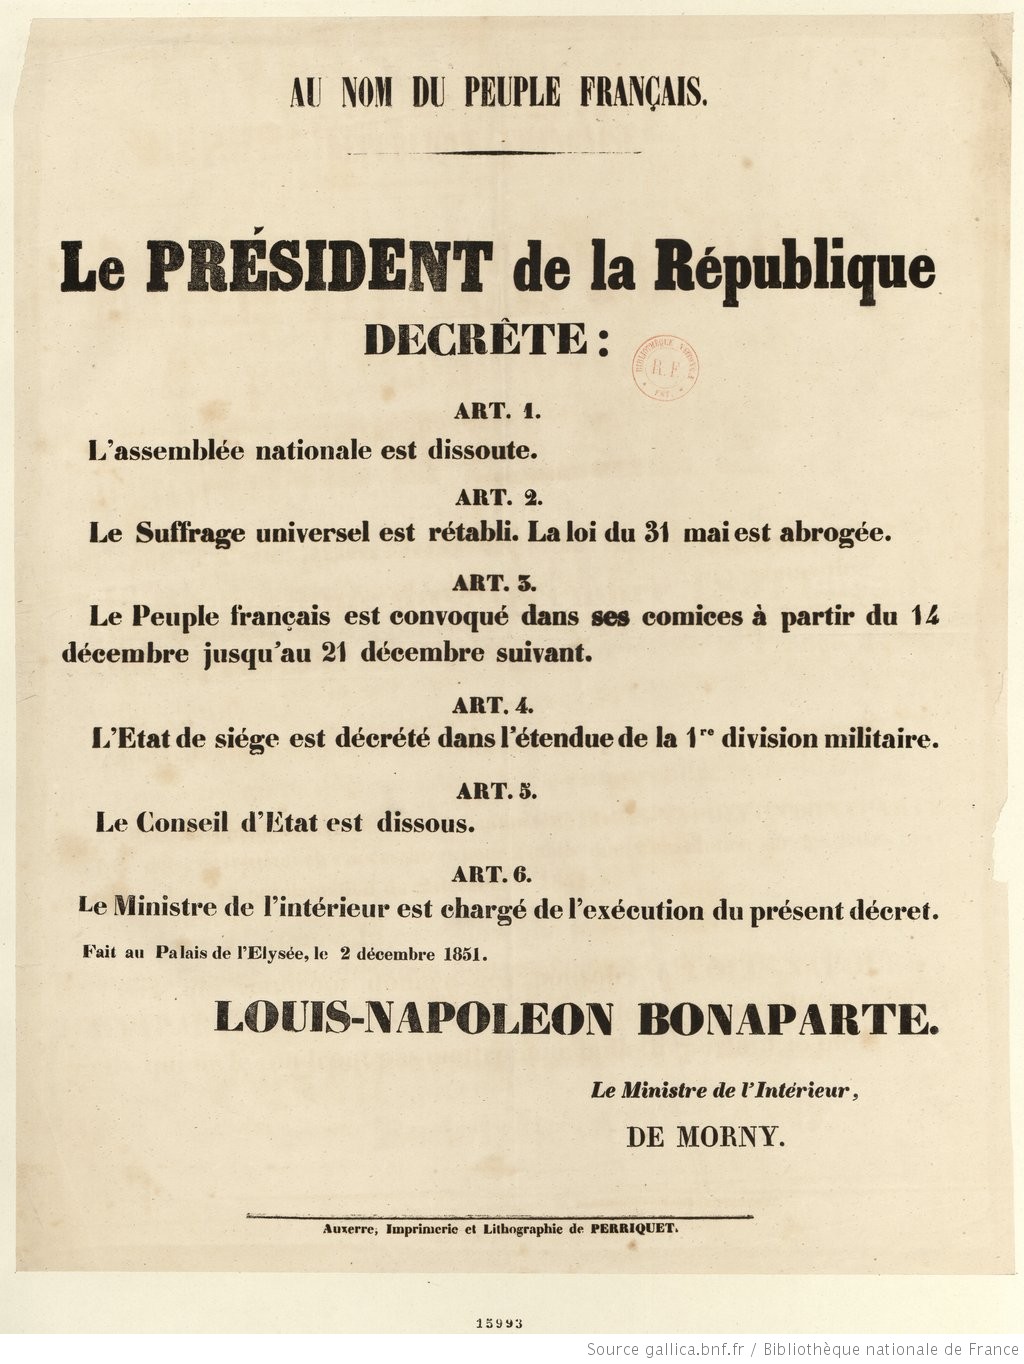 AU NOM DU PEUPLE FRANÇAIS.
Le PRÉSIDENT de la République
DECRÊTE :
BIBLIOTHÈQUE NATIONALE
R.F
EST.
ART. 1.
L'assemblée nationale est dissoute.
ART. 2.
Le Suffrage universel est rétabli. La loi du 31 mai est abrogée.
ART. 3.
Le Peuple français est convoqué dans ses comices à partir du 14
décembre jusqu'au 21 décembre suivant.
ART. 4.
L'Etat de siége est décrété dans l'étendue de la 1re division militaire.
ART. 5.
Le Conseil d'Etat est dissous.
ART. 6.
Le Ministre de l'intérieur est chargé de l'exécution du présent décret.
Fait au Palais de l'Elysée, le 2 décembre 1851.
LOUIS-NAPOLEON BONAPARTE.
Le Ministre de l'Intérieur,
DE MORNY.
Auxerre, Imprimerie et Lithographie de PERRIQUET.
15993
Source gallica.bnf.fr / Bibliothèque nationale de France